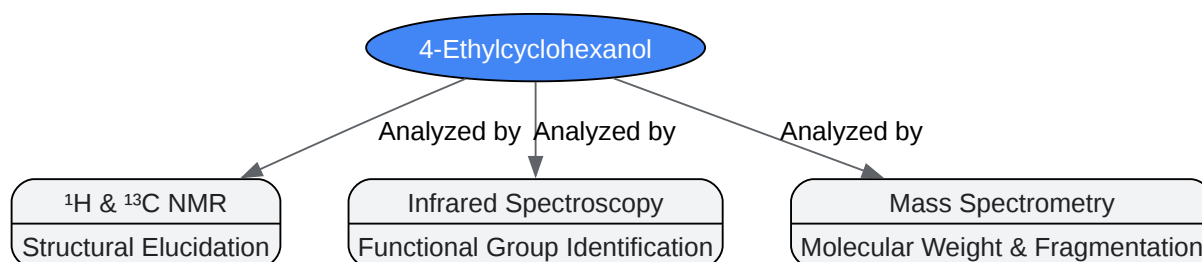 4-Ethylcyclohexanol
Analyzed by
Analyzed by
Analyzed by
¹H & ¹³C NMR
Structural Elucidation
Infrared Spectroscopy
Functional Group Identification
Mass Spectrometry
Molecular Weight & Fragmentation